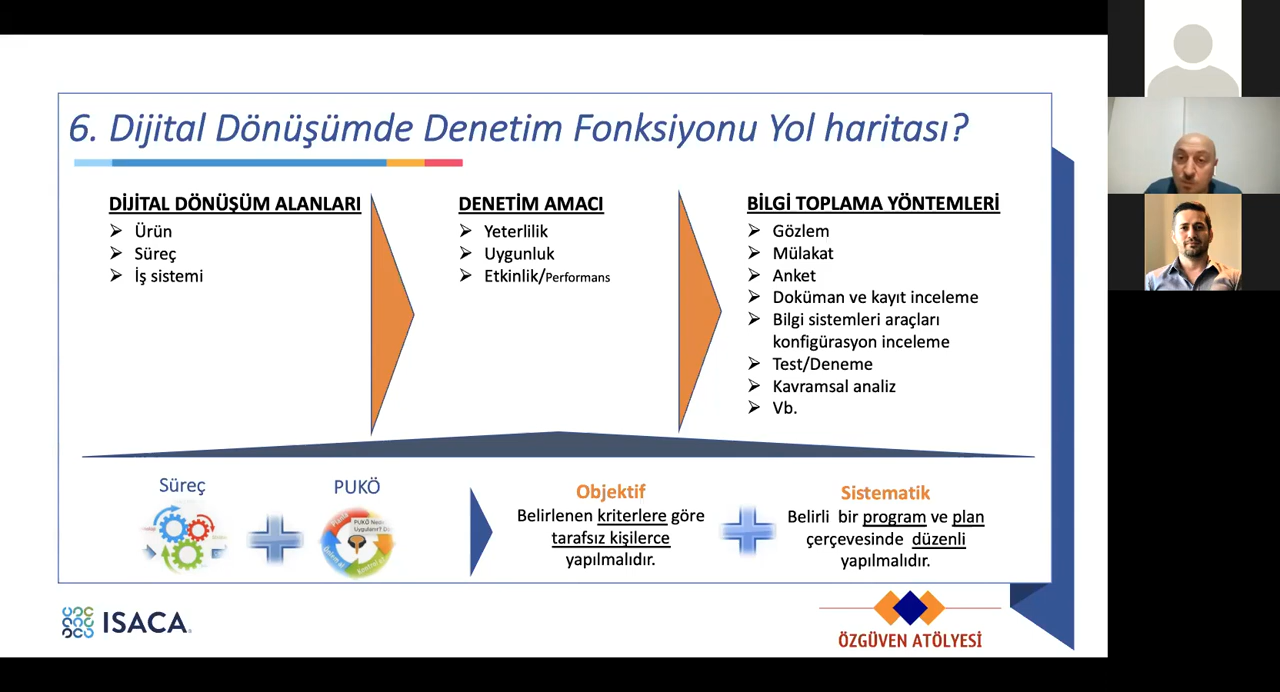 6. Dijital Dönüşümde Denetim Fonksiyonu Yol haritası?
DİJİTAL DÖNÜŞÜM ALANLARI
Ürün
Süreç
İş sistemi
DENETİM AMACI
Yeterlilik
Uygunluk
Etkinlik/Performans
BİLGİ TOPLAMA YÖNTEMLERİ
Gözlem
Mülakat
Anket
Doküman ve kayıt inceleme
Bilgi sistemleri araçları
konfigürasyon inceleme
Test/Deneme
Kavramsal analiz
Vb.
Süreç
PUKÖ
PUKÖ
Objektif
Belirlenen kriterlere göre
tarafsız kişilerce
yapılmalıdır.
Sistematik
Belirli bir program ve plan
çerçevesinde düzenli
yapılmalıdır.
ISACA
ÖZGÜVEN ATÖLYESİ